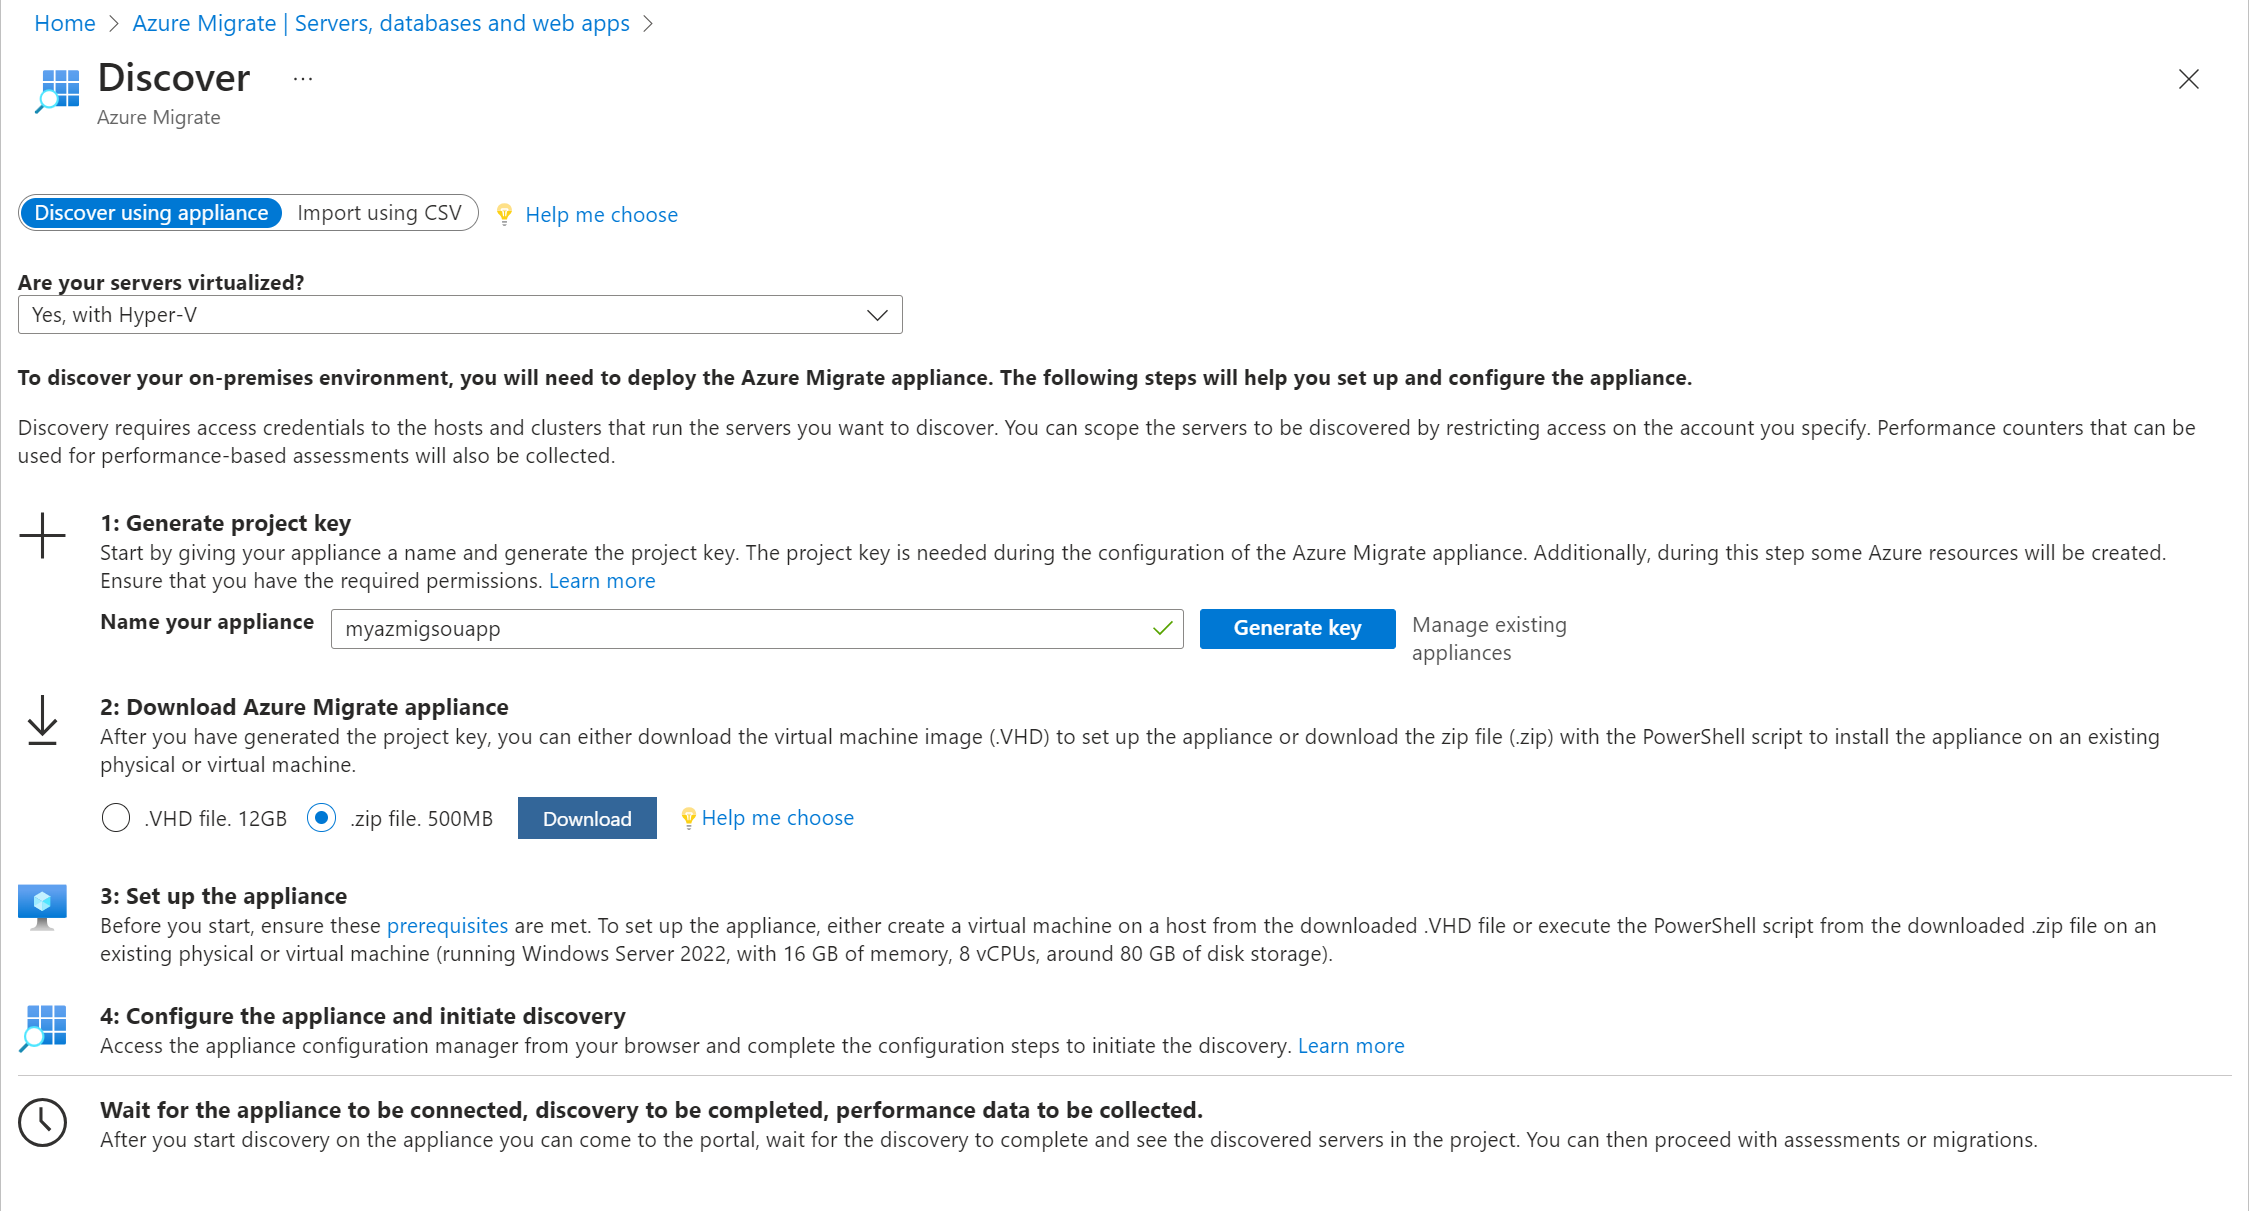 Home > Azure Migrate | Servers, databases and web apps >
Discover ...
Azure Migrate
Discover using appliance Import using CSV Help me choose
Are your servers virtualized?
Yes, with Hyper-V
To discover your on-premises environment, you will need to deploy the Azure Migrate appliance. The following steps will help you set up and configure the appliance.
Discovery requires access credentials to the hosts and clusters that run the servers you want to discover. You can scope the servers to be discovered by restricting access on the account you specify. Performance counters that can be
used for performance-based assessments will also be collected.
1: Generate project key
Start by giving your appliance a name and generate the project key. The project key is needed during the configuration of the Azure Migrate appliance. Additionally, during this step some Azure resources will be created.
Ensure that you have the required permissions. Learn more
Name your appliance myazmigsouapp Generate key Manage existing
appliances
2: Download Azure Migrate appliance
After you have generated the project key, you can either download the virtual machine image (.VHD) to set up the appliance or download the zip file (.zip) with the PowerShell script to install the appliance on an existing
physical or virtual machine.
.VHD file. 12GB .zip file. 500MB Download Help me choose
3: Set up the appliance
Before you start, ensure these prerequisites are met. To set up the appliance, either create a virtual machine on a host from the downloaded .VHD file or execute the PowerShell script from the downloaded .zip file on an
existing physical or virtual machine (running Windows Server 2022, with 16 GB of memory, 8 vCPUs, around 80 GB of disk storage).
4: Configure the appliance and initiate discovery
Access the appliance configuration manager from your browser and complete the configuration steps to initiate the discovery. Learn more
Wait for the appliance to be connected, discovery to be completed, performance data to be collected.
After you start discovery on the appliance you can come to the portal, wait for the discovery to complete and see the discovered servers in the project. You can then proceed with assessments or migrations.